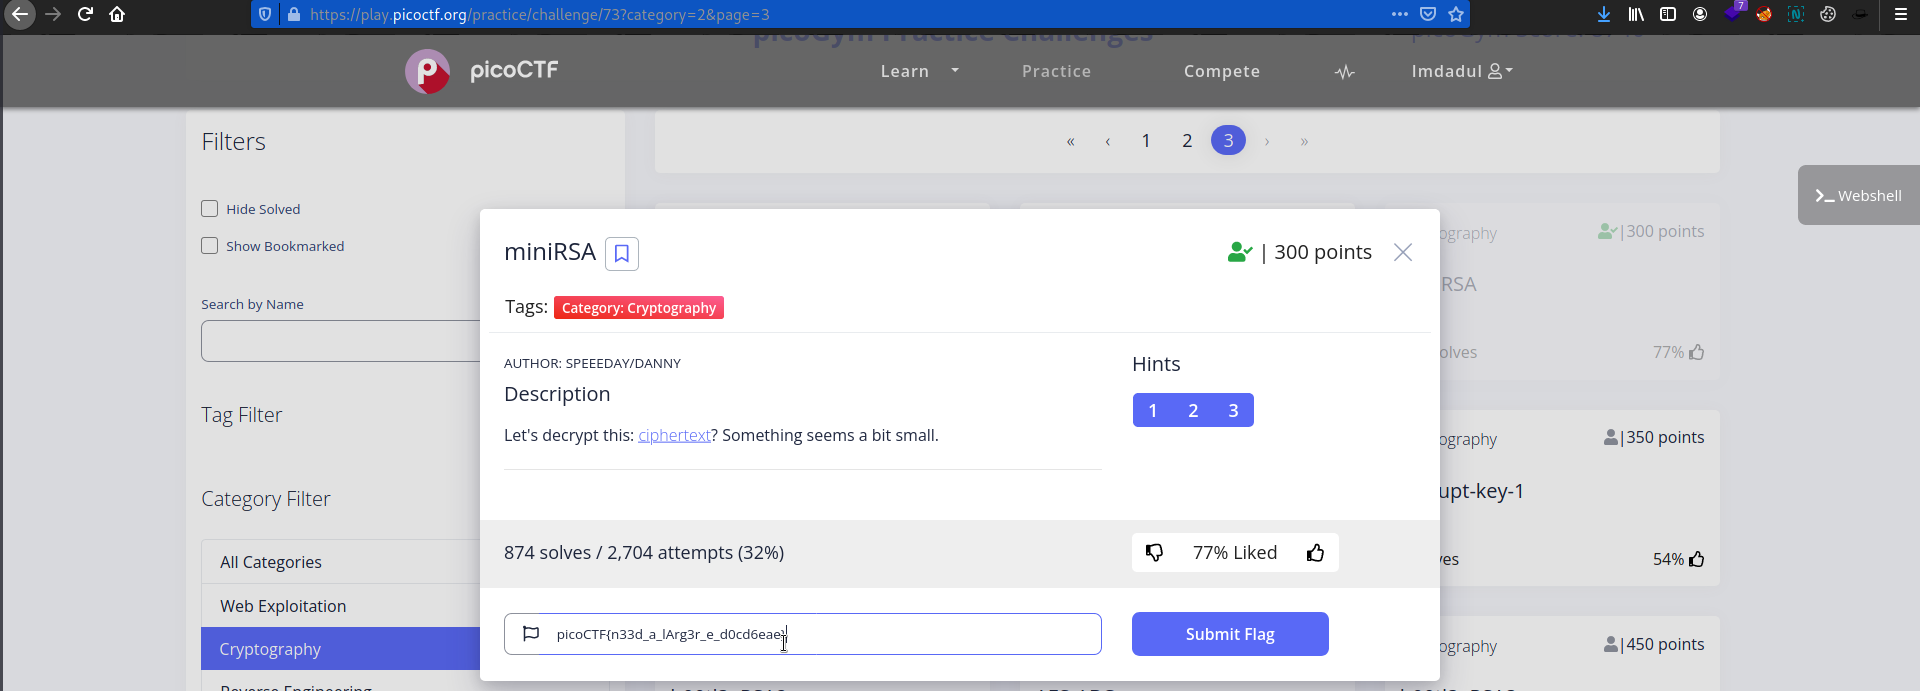 https://play.picoctf.org/practice/challenge/73?category=2&page=3
7
picoGym Practice Challenges
picoCTF
Learn
Practice
Compete
Imdadul
Filters
« ‹ 1 2 3 › »
Hide Solved
Show Bookmarked
Webshell
Search by Name
Tag Filter
Category Filter
All Categories
Web Exploitation
Cryptography
Reverse Engineering
miniRSA
| 300 points
Tags: Category: Cryptography
AUTHOR: SPEEEDAY/DANNY
Description
Let's decrypt this: ciphertext? Something seems a bit small.
Hints
1 2 3
874 solves / 2,704 attempts (32%)
77% Liked
picoCTF{n33d_a_lArg3r_e_d0cd6eae}
Submit Flag
ography
|300 points
RSA
olves
77%
ography
|350 points
upt-key-1
ves
54%
ography
|450 points